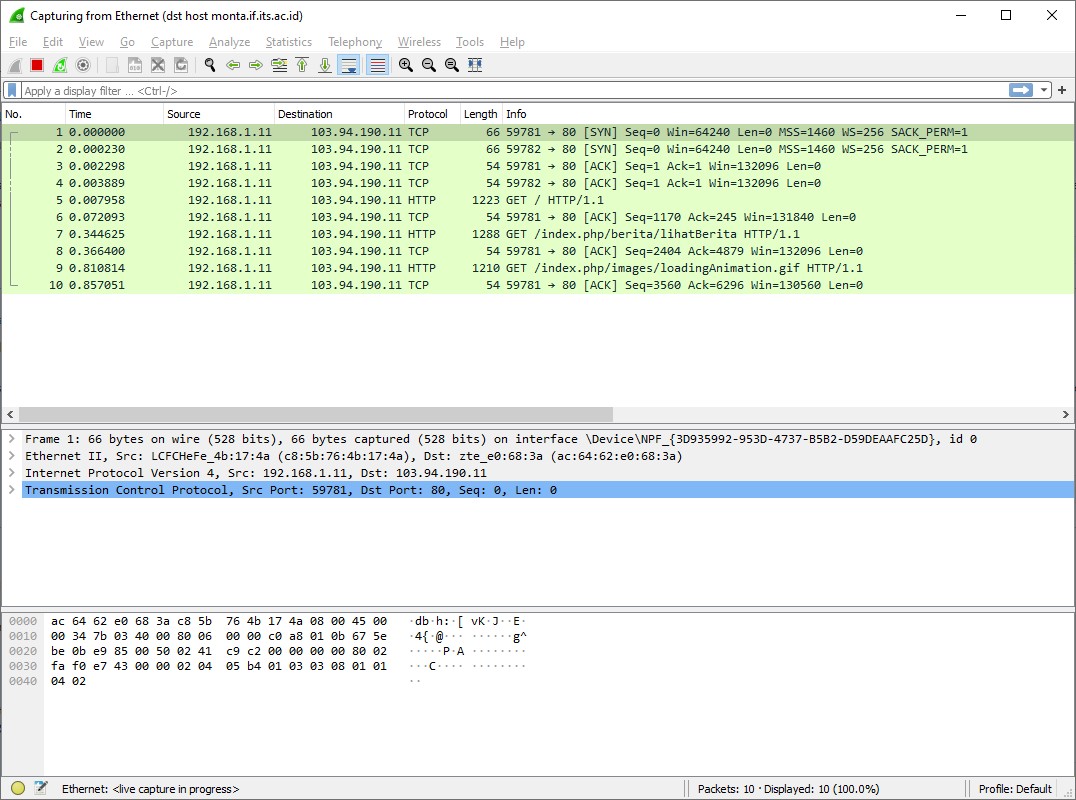 Capturing from Ethernet (dst host monta.if.its.ac.id)
File Edit View Go Capture Analyze Statistics Telephony Wireless Tools Help
Apply a display filter ... <Ctrl-/>
No. Time Source Destination Protocol Length Info
1 0.000000 192.168.1.11 103.94.190.11 TCP 66 59781 → 80 [SYN] Seq=0 Win=64240 Len=0 MSS=1460 WS=256 SACK_PERM=1
2 0.000230 192.168.1.11 103.94.190.11 TCP 66 59782 → 80 [SYN] Seq=0 Win=64240 Len=0 MSS=1460 WS=256 SACK_PERM=1
3 0.002298 192.168.1.11 103.94.190.11 TCP 54 59781 → 80 [ACK] Seq=1 Ack=1 Win=132096 Len=0
4 0.003889 192.168.1.11 103.94.190.11 TCP 54 59782 → 80 [ACK] Seq=1 Ack=1 Win=132096 Len=0
5 0.007958 192.168.1.11 103.94.190.11 HTTP 1223 GET / HTTP/1.1
6 0.072093 192.168.1.11 103.94.190.11 TCP 54 59781 → 80 [ACK] Seq=1170 Ack=245 Win=131840 Len=0
7 0.344625 192.168.1.11 103.94.190.11 HTTP 1288 GET /index.php/berita/lihatBerita HTTP/1.1
8 0.366400 192.168.1.11 103.94.190.11 TCP 54 59781 → 80 [ACK] Seq=2404 Ack=4879 Win=132096 Len=0
9 0.810814 192.168.1.11 103.94.190.11 HTTP 1210 GET /index.php/images/loadingAnimation.gif HTTP/1.1
10 0.857051 192.168.1.11 103.94.190.11 TCP 54 59781 → 80 [ACK] Seq=3560 Ack=6296 Win=130560 Len=0
Frame 1: 66 bytes on wire (528 bits), 66 bytes captured (528 bits) on interface \Device\NPF_{3D935992-953D-4737-B5B2-D59DEAAFC25D}, id 0
Ethernet II, Src: LCFCHeFe_4b:17:4a (c8:5b:76:4b:17:4a), Dst: zte_e0:68:3a (ac:64:62:e0:68:3a)
Internet Protocol Version 4, Src: 192.168.1.11, Dst: 103.94.190.11
Transmission Control Protocol, Src Port: 59781, Dst Port: 80, Seq: 0, Len: 0
0000 ac 64 62 e0 68 3a c8 5b 76 4b 17 4a 08 00 45 00 ·db·h:·[ vK·J··E·
0010 00 34 7b 03 40 00 80 06 00 00 c0 a8 01 0b 67 5e ·4{·@··· ······g^
0020 be 0b e9 85 00 50 02 41 c9 c2 00 00 00 00 80 02 ·····P·A ········
0030 fa f0 e7 43 00 00 02 04 05 b4 01 03 03 08 01 01 ···C···· ········
0040 04 02 ··
Ethernet: <live capture in progress> Packets: 10 · Displayed: 10 (100.0%) Profile: Default